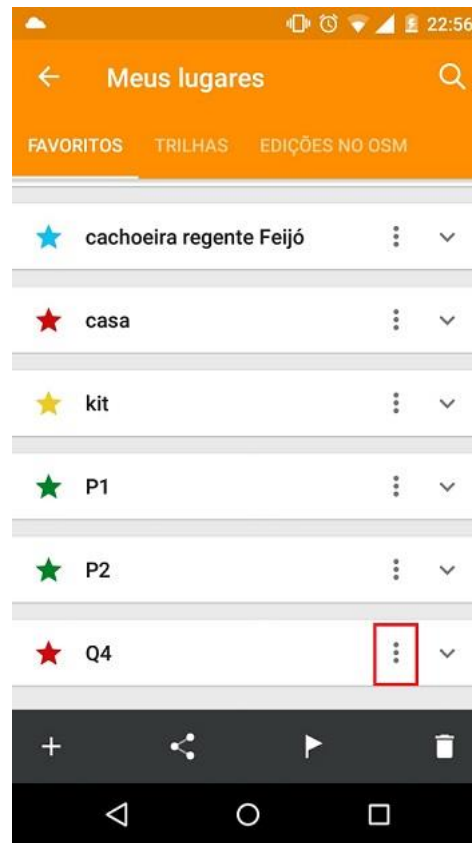 22:56
Meus lugares
FAVORITOS TRILHAS EDIÇÕES NO OSM
cachoeira regente Feijó
casa
kit
P1
P2
Q4